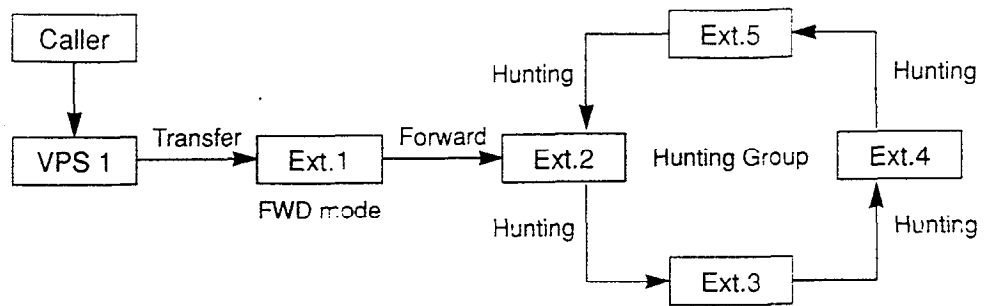 Caller
Ext.5
Hunting
Hunting
VPS 1
Transfer
Ext.1
Forward
Ext.2
Hunting Group
Ext.4
FWD mode
Hunting
Hunting
Ext.3